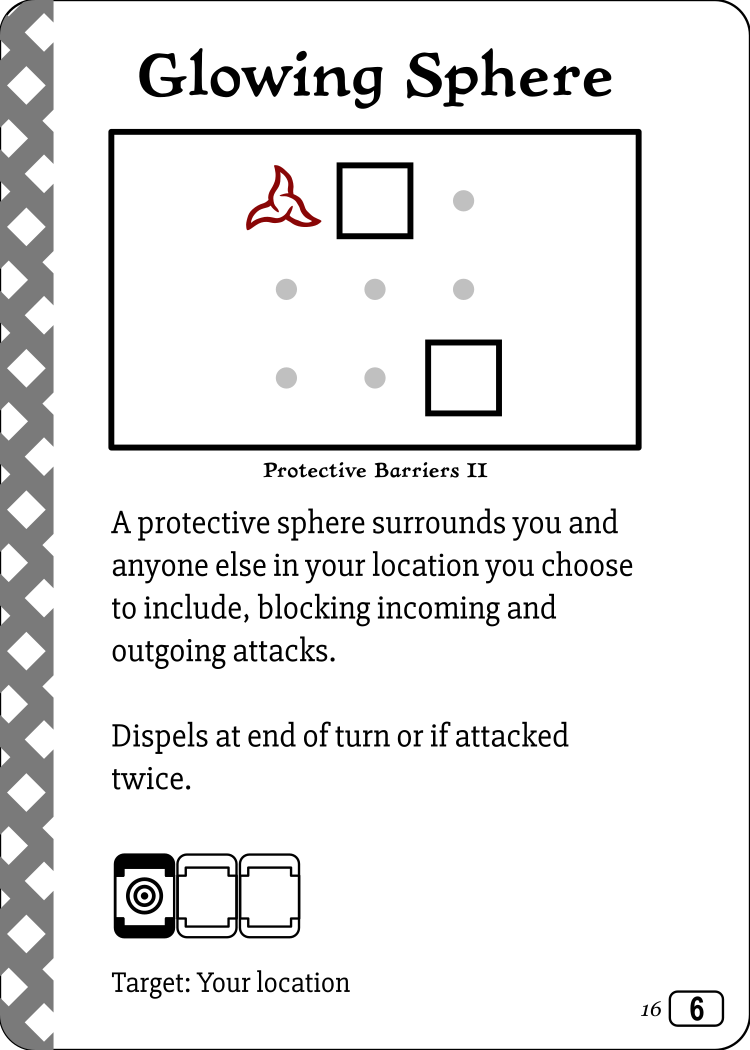 Glowing Sphere
Protective Barriers II
A protective sphere surrounds you and
anyone else in your location you choose
to include, blocking incoming and
outgoing attacks.
Dispels at end of turn or if attacked
twice.
Target: Your location
16 6